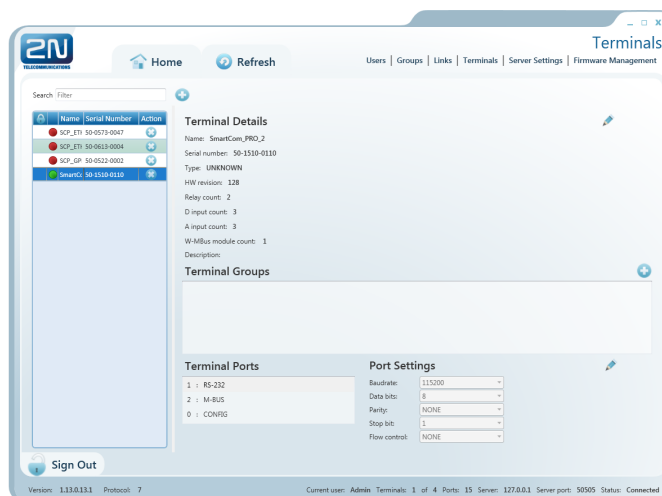 2N
TELECOMMUNICATIONS
Home
Refresh
Terminals
Users | Groups | Links | Terminals | Server Settings | Firmware Management
Search Filter
Name Serial Number Action
SCP_ETH 50-0573-0047
SCP_ETH 50-0613-0004
SCP_GP 50-0522-0002
SmartCo 50-1510-0110
Terminal Details
Name: SmartCom_PRO_2
Serial number: 50-1510-0110
Type: UNKNOWN
HW revision: 128
Relay count: 2
D input count: 3
A input count: 3
W-MBus module count: 1
Description:
Terminal Groups
Terminal Ports
1 : RS-232
2 : M-BUS
0 : CONFIG
Port Settings
Baudrate: 115200
Data bits: 8
Parity: NONE
Stop bit: 1
Flow control: NONE
Sign Out
Version: 1.13.0.13.1 Protocol: 7 Current user: Admin Terminals: 1 of 4 Ports: 15 Server: 127.0.0.1 Server port: 50505 Status: Connected